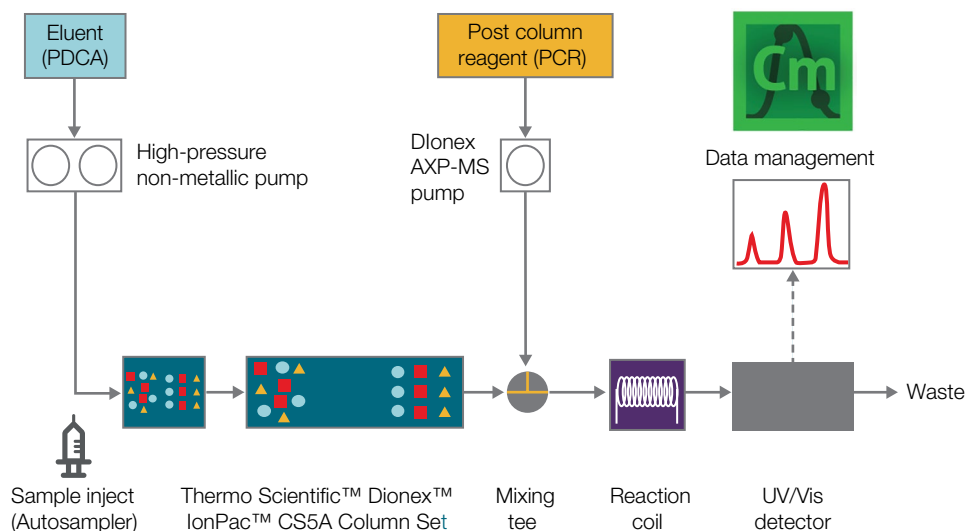 Eluent
(PDCA)
Post column
reagent (PCR)
Cm
High-pressure
non-metallic pump
DIonex
AXP-MS
pump
Data management
Waste
Sample inject
(Autosampler)
Thermo Scientific™ Dionex™
IonPac™ CS5A Column Set
Mixing
tee
Reaction
coil
UV/Vis
detector